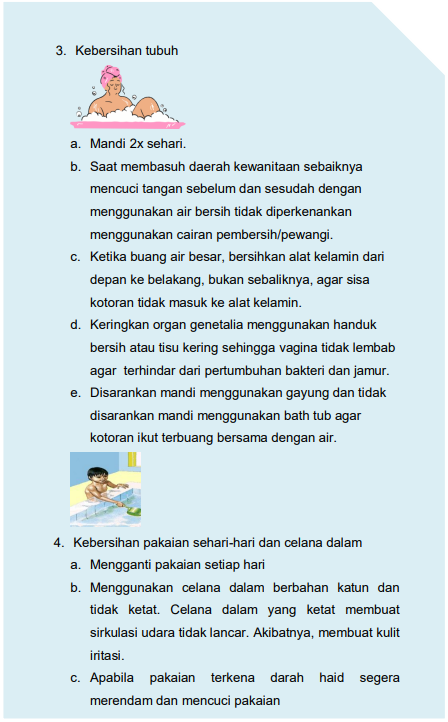 3. Kebersihan tubuh
a. Mandi 2x sehari.
b. Saat membasuh daerah kewanitaan sebaiknya
mencuci tangan sebelum dan sesudah dengan
menggunakan air bersih tidak diperkenankan
menggunakan cairan pembersih/pewangi.
c. Ketika buang air besar, bersihkan alat kelamin dari
depan ke belakang, bukan sebaliknya, agar sisa
kotoran tidak masuk ke alat kelamin.
d. Keringkan organ genetalia menggunakan handuk
bersih atau tisu kering sehingga vagina tidak lembab
agar terhindar dari pertumbuhan bakteri dan jamur.
e. Disarankan mandi menggunakan gayung dan tidak
disarankan mandi menggunakan bath tub agar
kotoran ikut terbuang bersama dengan air.
4. Kebersihan pakaian sehari-hari dan celana dalam
a. Mengganti pakaian setiap hari
b. Menggunakan celana dalam berbahan katun dan
tidak ketat. Celana dalam yang ketat membuat
sirkulasi udara tidak lancar. Akibatnya, membuat kulit
iritasi.
c. Apabila pakaian terkena darah haid segera
merendam dan mencuci pakaian